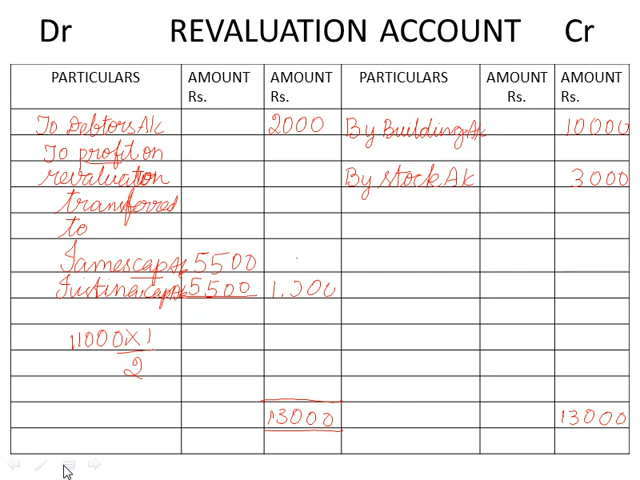 Dr REVALUATION ACCOUNT Cr
PARTICULARS AMOUNT Rs. AMOUNT Rs. PARTICULARS AMOUNT Rs. AMOUNT Rs.
To Debtors A/c 2000 By Building A/c 10000
To profit on
revaluation By stock A/c 3000
transferred
to
James cap A/c 5500
Justina cap A/c 5500 1.000
11000 X 1
2
13000 13000